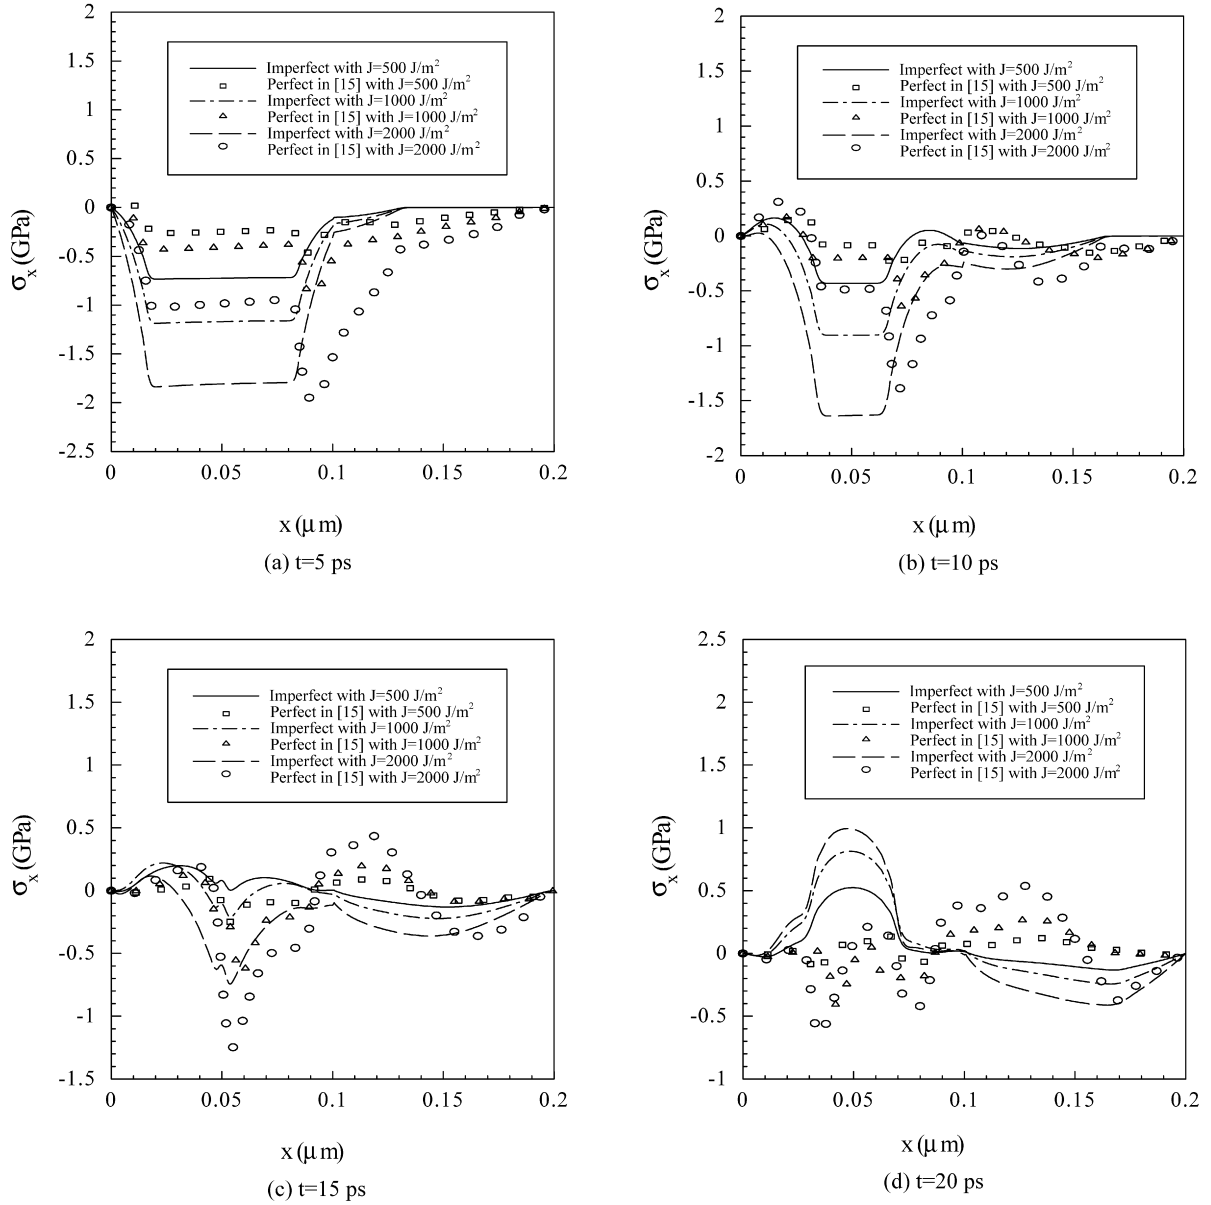 2
1.5
1
0.5
0
-0.5
-1
-1.5
-2
-2.5
σx (GPa)
Imperfect with J=500 J/m²
Perfect in [15] with J=500 J/m²
Imperfect with J=1000 J/m²
Perfect in [15] with J=1000 J/m²
Imperfect with J=2000 J/m²
Perfect in [15] with J=2000 J/m²
0 0.05 0.1 0.15 0.2
x (μ m)
(a) t=5 ps
2
1.5
1
0.5
0
-0.5
-1
-1.5
-2
σx (GPa)
Imperfect with J=500 J/m²
Perfect in [15] with J=500 J/m²
Imperfect with J=1000 J/m²
Perfect in [15] with J=1000 J/m²
Imperfect with J=2000 J/m²
Perfect in [15] with J=2000 J/m²
0 0.05 0.1 0.15 0.2
x (μ m)
(b) t=10 ps
2
1.5
1
0.5
0
-0.5
-1
-1.5
σx (GPa)
Imperfect with J=500 J/m²
Perfect in [15] with J=500 J/m²
Imperfect with J=1000 J/m²
Perfect in [15] with J=1000 J/m²
Imperfect with J=2000 J/m²
Perfect in [15] with J=2000 J/m²
0 0.05 0.1 0.15 0.2
x (μ m)
(c) t=15 ps
2.5
2
1.5
1
0.5
0
-0.5
-1
σx (GPa)
Imperfect with J=500 J/m²
Perfect in [15] with J=500 J/m²
Imperfect with J=1000 J/m²
Perfect in [15] with J=1000 J/m²
Imperfect with J=2000 J/m²
Perfect in [15] with J=2000 J/m²
0 0.05 0.1 0.15 0.2
x (μ m)
(d) t=20 ps